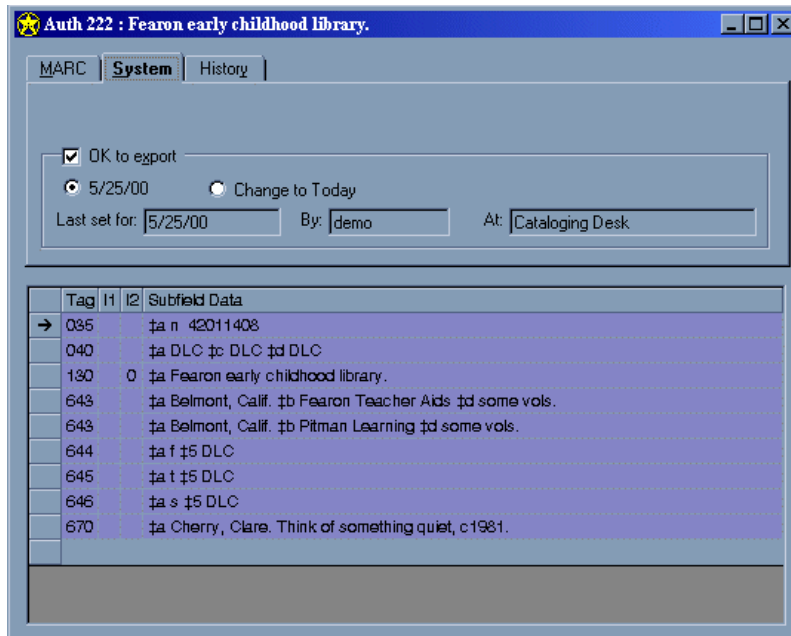 Auth 222 : Fearon early childhood library.
MARC System History
OK to export
5/25/00 Change to Today
Last set for: 5/25/00 By: demo At: Cataloging Desk
Tag I1 I2 Subfield Data
035 ‡a n 42011408
040 ‡a DLC ‡c DLC ‡d DLC
130 0 ‡a Fearon early childhood library.
643 ‡a Belmont, Calif. ‡b Fearon Teacher Aids ‡d some vols.
643 ‡a Belmont, Calif. ‡b Pitman Learning ‡d some vols.
644 ‡a f ‡5 DLC
645 ‡a t ‡5 DLC
646 ‡a s ‡5 DLC
670 ‡a Cherry, Clare. Think of something quiet, c1981.